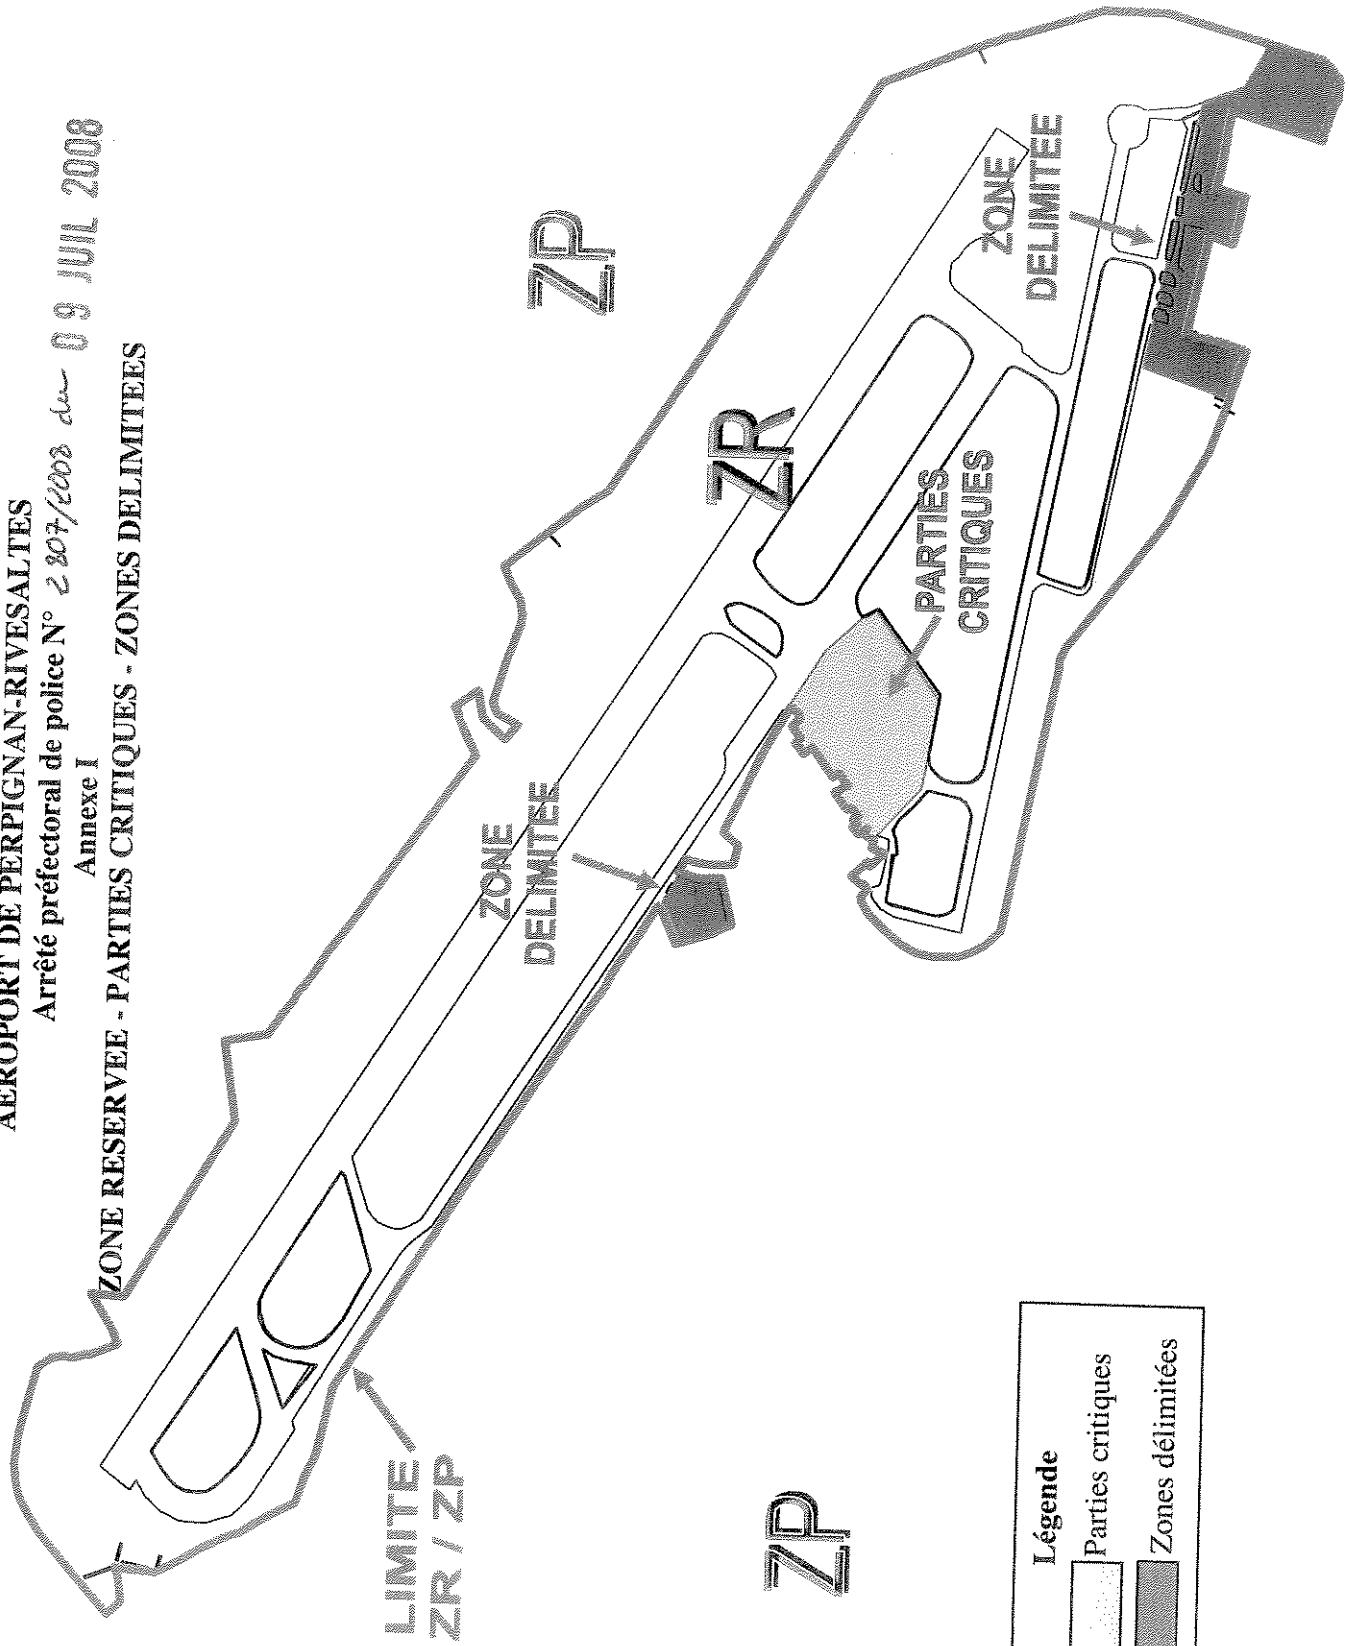 AEROPORT DE PERPIGNAN-RIVESALTES
Arrêté préfectoral de police N° 2807/2008 du 09 JUIL 2008
Annexe I
ZONE RESERVEE - PARTIES CRITIQUES - ZONES DELIMITEES
ZP
ZR
ZONE
DELIMITEE
PARTIES
CRITIQUES
ZONE
DELIMITEE
LIMITE
ZR / ZP
ZP
Légende
Parties critiques
Zones délimitées